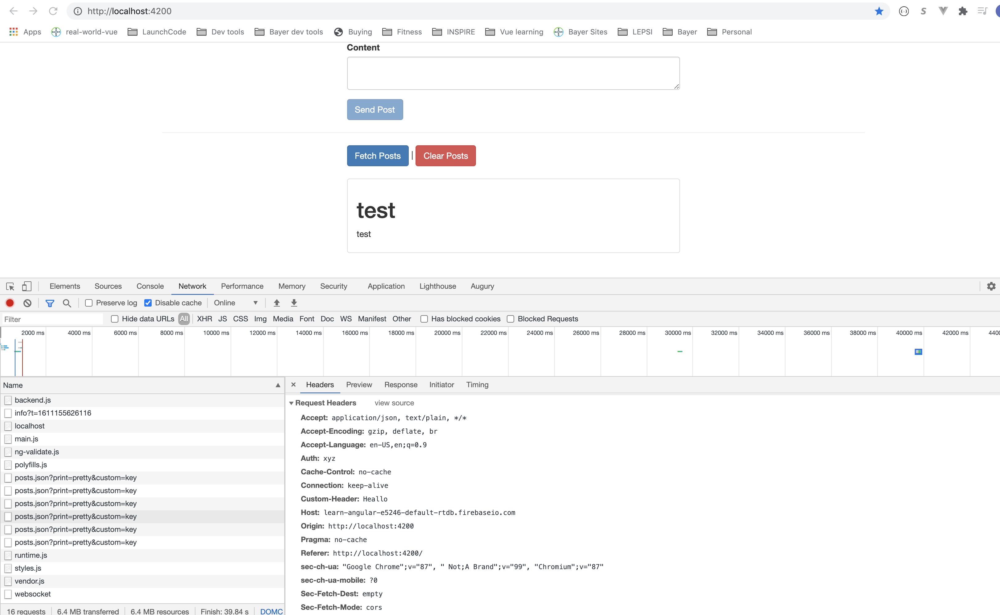 http://localhost:4200
Apps real-world-vue LaunchCode Dev tools Bayer dev tools Buying Fitness INSPIRE Vue learning Bayer Sites LEPSI Bayer Personal
Content
Send Post
Fetch Posts | Clear Posts
test
test
Elements Sources Console Network Performance Memory Security Application Lighthouse Augury
Preserve log Disable cache Online
Filter Hide data URLs All XHR JS CSS Img Media Font Doc WS Manifest Other Has blocked cookies Blocked Requests
2000 ms 4000 ms 6000 ms 8000 ms 10000 ms 12000 ms 14000 ms 16000 ms 18000 ms 20000 ms 22000 ms 24000 ms 26000 ms 28000 ms 30000 ms 32000 ms 34000 ms 36000 ms 38000 ms 40000 ms 42000 ms
Name
backend.js
info?t=1611155626116
localhost
main.js
ng-validate.js
polyfills.js
posts.json?print=pretty&custom=key
posts.json?print=pretty&custom=key
posts.json?print=pretty&custom=key
posts.json?print=pretty&custom=key
posts.json?print=pretty&custom=key
posts.json?print=pretty&custom=key
runtime.js
styles.js
vendor.js
websocket
16 requests 6.4 MB transferred 6.4 MB resources Finish: 39.84 s DOMC
Headers Preview Response Initiator Timing
Request Headers view source
Accept: application/json, text/plain, */*
Accept-Encoding: gzip, deflate, br
Accept-Language: en-US,en;q=0.9
Auth: xyz
Cache-Control: no-cache
Connection: keep-alive
Custom-Header: Heallo
Host: learn-angular-e5246-default-rtdb.firebaseio.com
Origin: http://localhost:4200
Pragma: no-cache
Referer: http://localhost:4200/
sec-ch-ua: "Google Chrome";v="87", " Not;A Brand";v="99", "Chromium";v="87"
sec-ch-ua-mobile: ?0
Sec-Fetch-Dest: empty
Sec-Fetch-Mode: cors